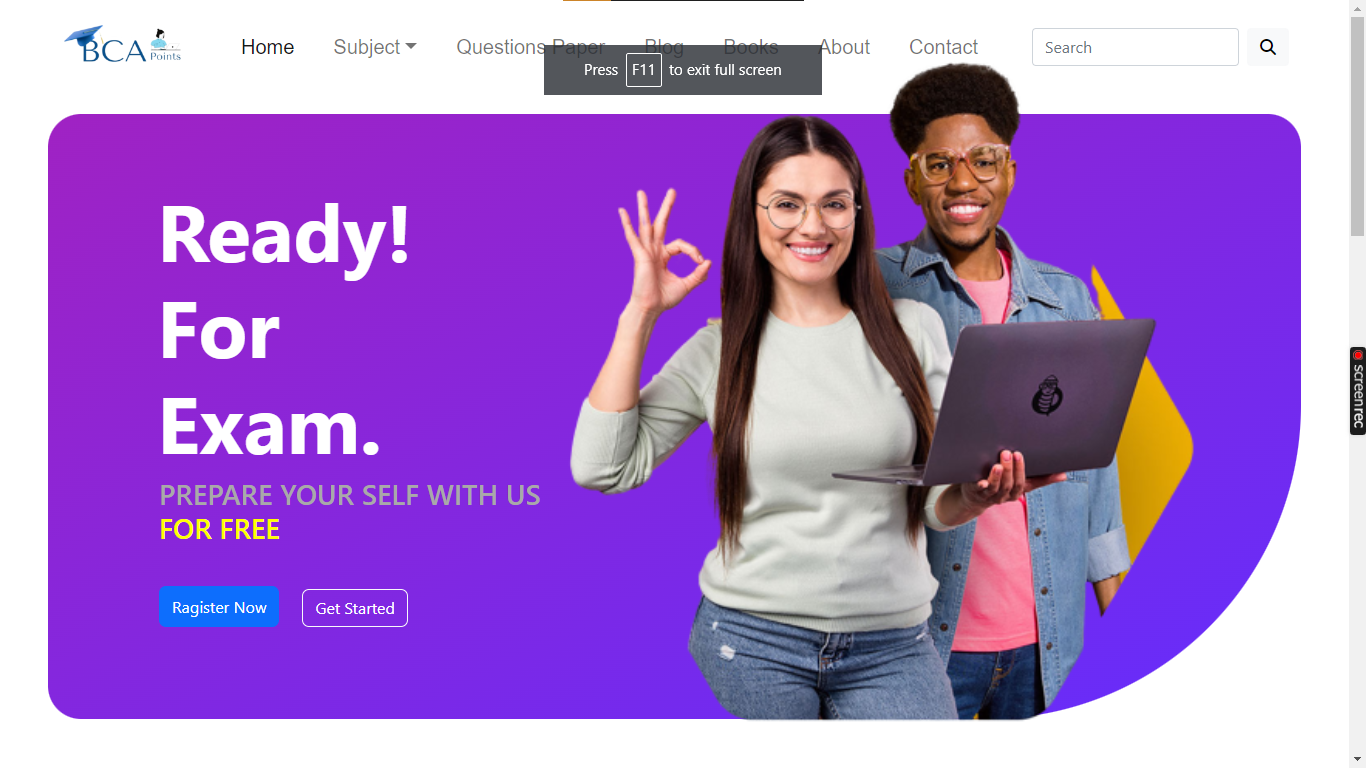 BCA
Points
Home Subject Questions Paper Blog Books About Contact Search
Press F11 to exit full screen
Ready!
For
Exam.
PREPARE YOUR SELF WITH US
FOR FREE
Ragister Now Get Started
screenrec